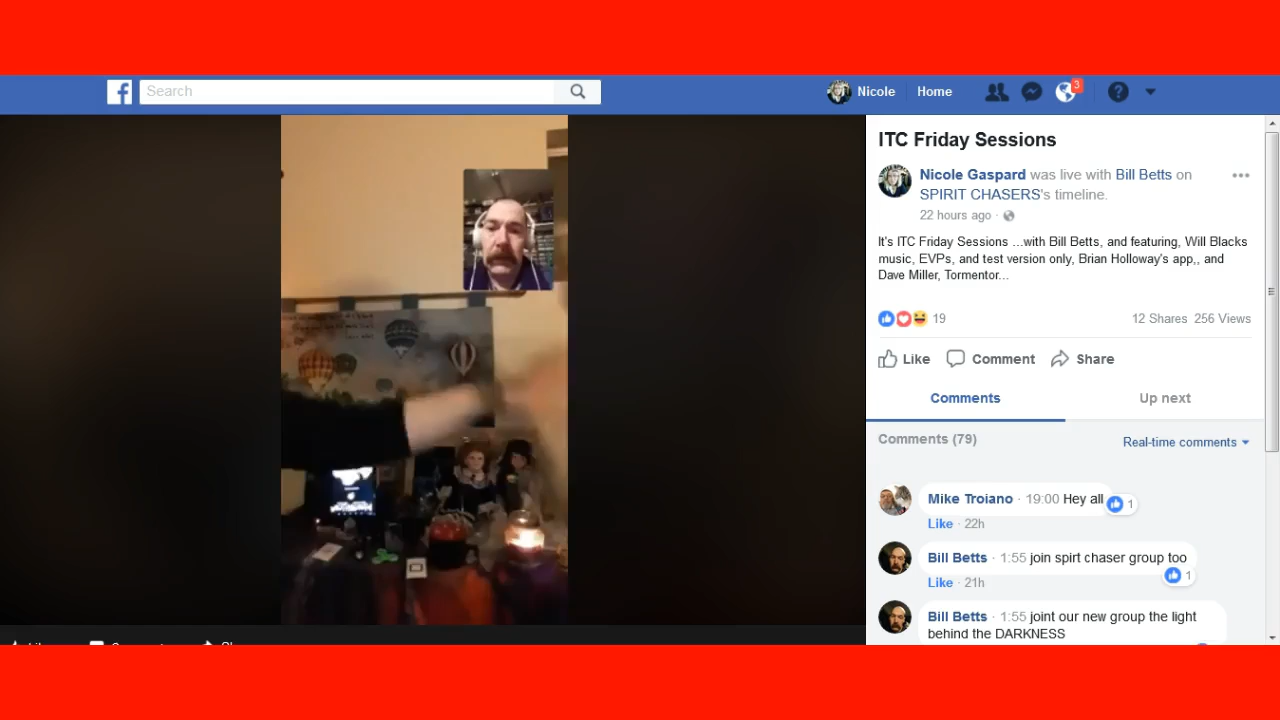 Search
Nicole
Home
3
ITC Friday Sessions
Nicole Gaspard was live with Bill Betts on
SPIRIT CHASERS's timeline.
22 hours ago ·
It's ITC Friday Sessions ...with Bill Betts, and featuring, Will Blacks
music, EVPs, and test version only, Brian Holloway's app,, and
Dave Miller, Tormentor...
19
12 Shares 256 Views
Like
Comment
Share
Comments
Up next
Comments (79)
Real-time comments
Mike Troiano · 19:00 Hey all
1
Like · 22h
Bill Betts · 1:55 join spirt chaser group too
1
Like · 21h
Bill Betts · 1:55 joint our new group the light
behind the DARKNESS